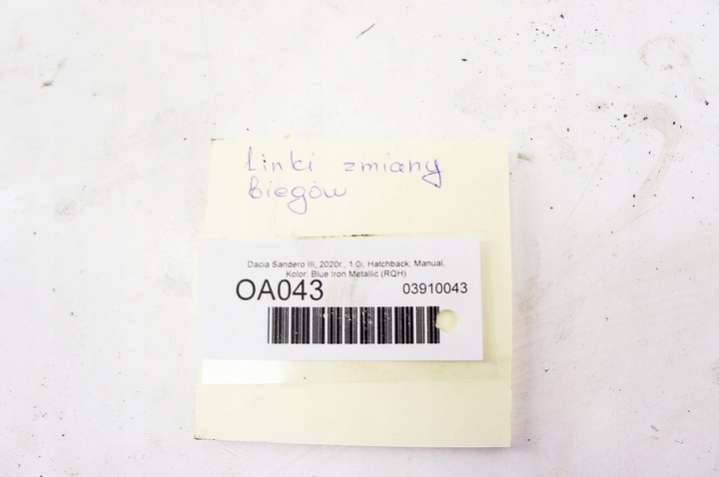 linki zmiany
biegów
Dacia Sandero III, 2020r., 1.0i, Hatchback, Manual,
Kolor: Blue Iron Metallic (RQH)
OA043 03910043